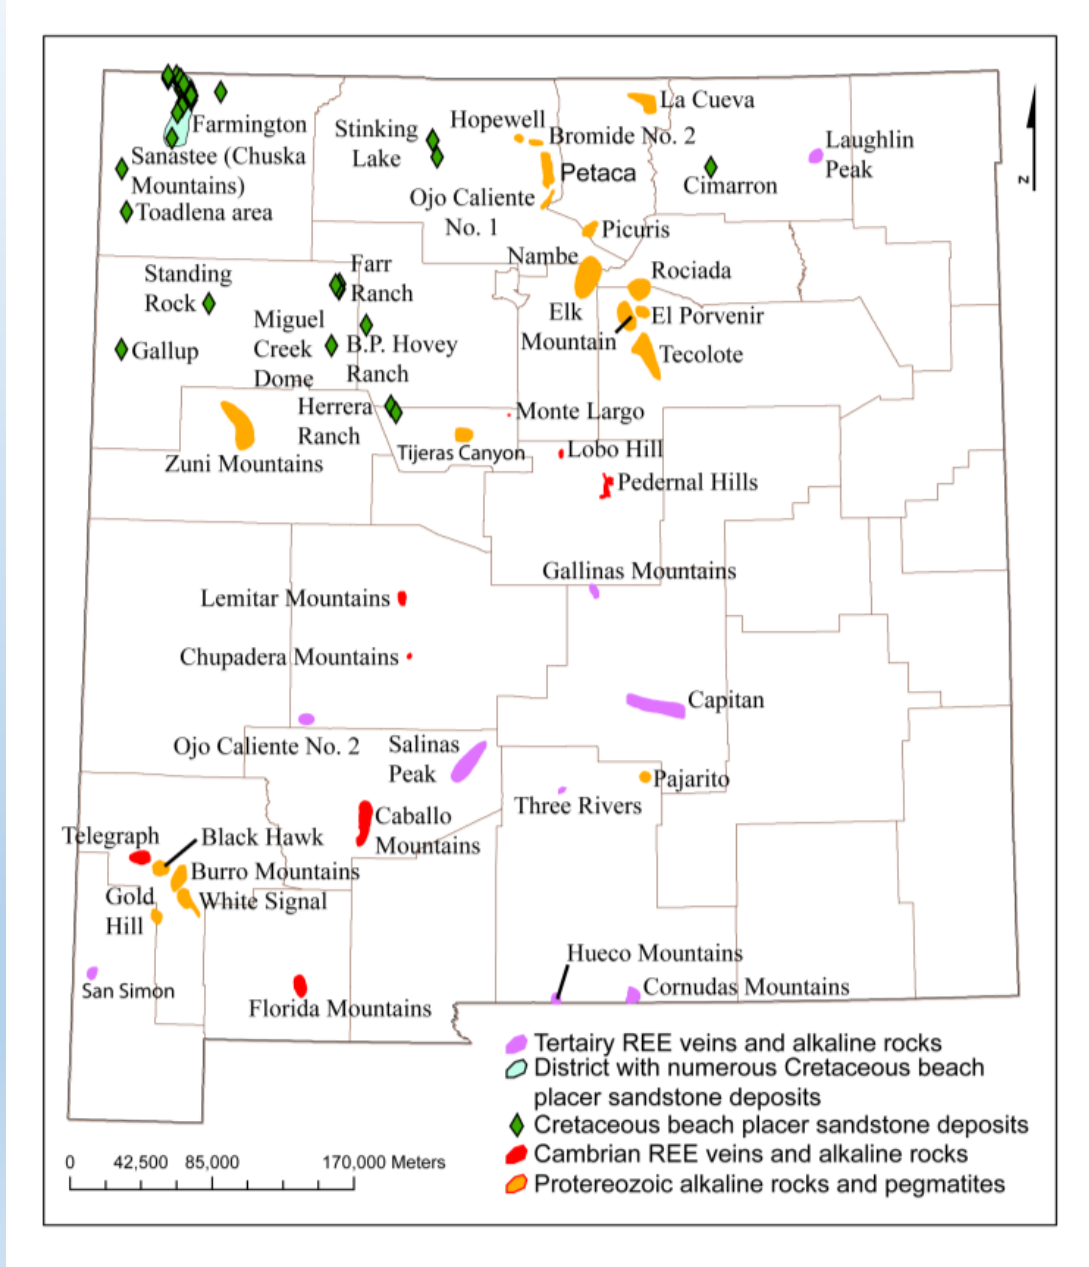 La Cueva
Hopewell
Stinking
Lake
Bromide No. 2
Farmington
Laughlin
Peak
Sanastee (Chuska
Mountains)
Petaca
Cimarron
Ojo Caliente
No. 1
Toadlena area
Picuris
Nambe
Farr
Ranch
Rociada
Standing
Rock
Elk
Mountain
El Porvenir
Miguel
Creek
Dome
B.P. Hovey
Ranch
Gallup
Tecolote
Herrera
Ranch
Monte Largo
Tijeras Canyon
Lobo Hill
Zuni Mountains
Pedernal Hills
Gallinas Mountains
Lemitar Mountains
Chupadera Mountains
Capitan
Ojo Caliente No. 2
Salinas
Peak
Pajarito
Three Rivers
Caballo
Mountains
Telegraph
Black Hawk
Burro Mountains
Gold
Hill
White Signal
Hueco Mountains
San Simon
Cornudas Mountains
Florida Mountains
N
Tertairy REE veins and alkaline rocks
District with numerous Cretaceous beach
placer sandstone deposits
Cretaceous beach placer sandstone deposits
Cambrian REE veins and alkaline rocks
Protereozoic alkaline rocks and pegmatites
0 42,500 85,000 170,000 Meters